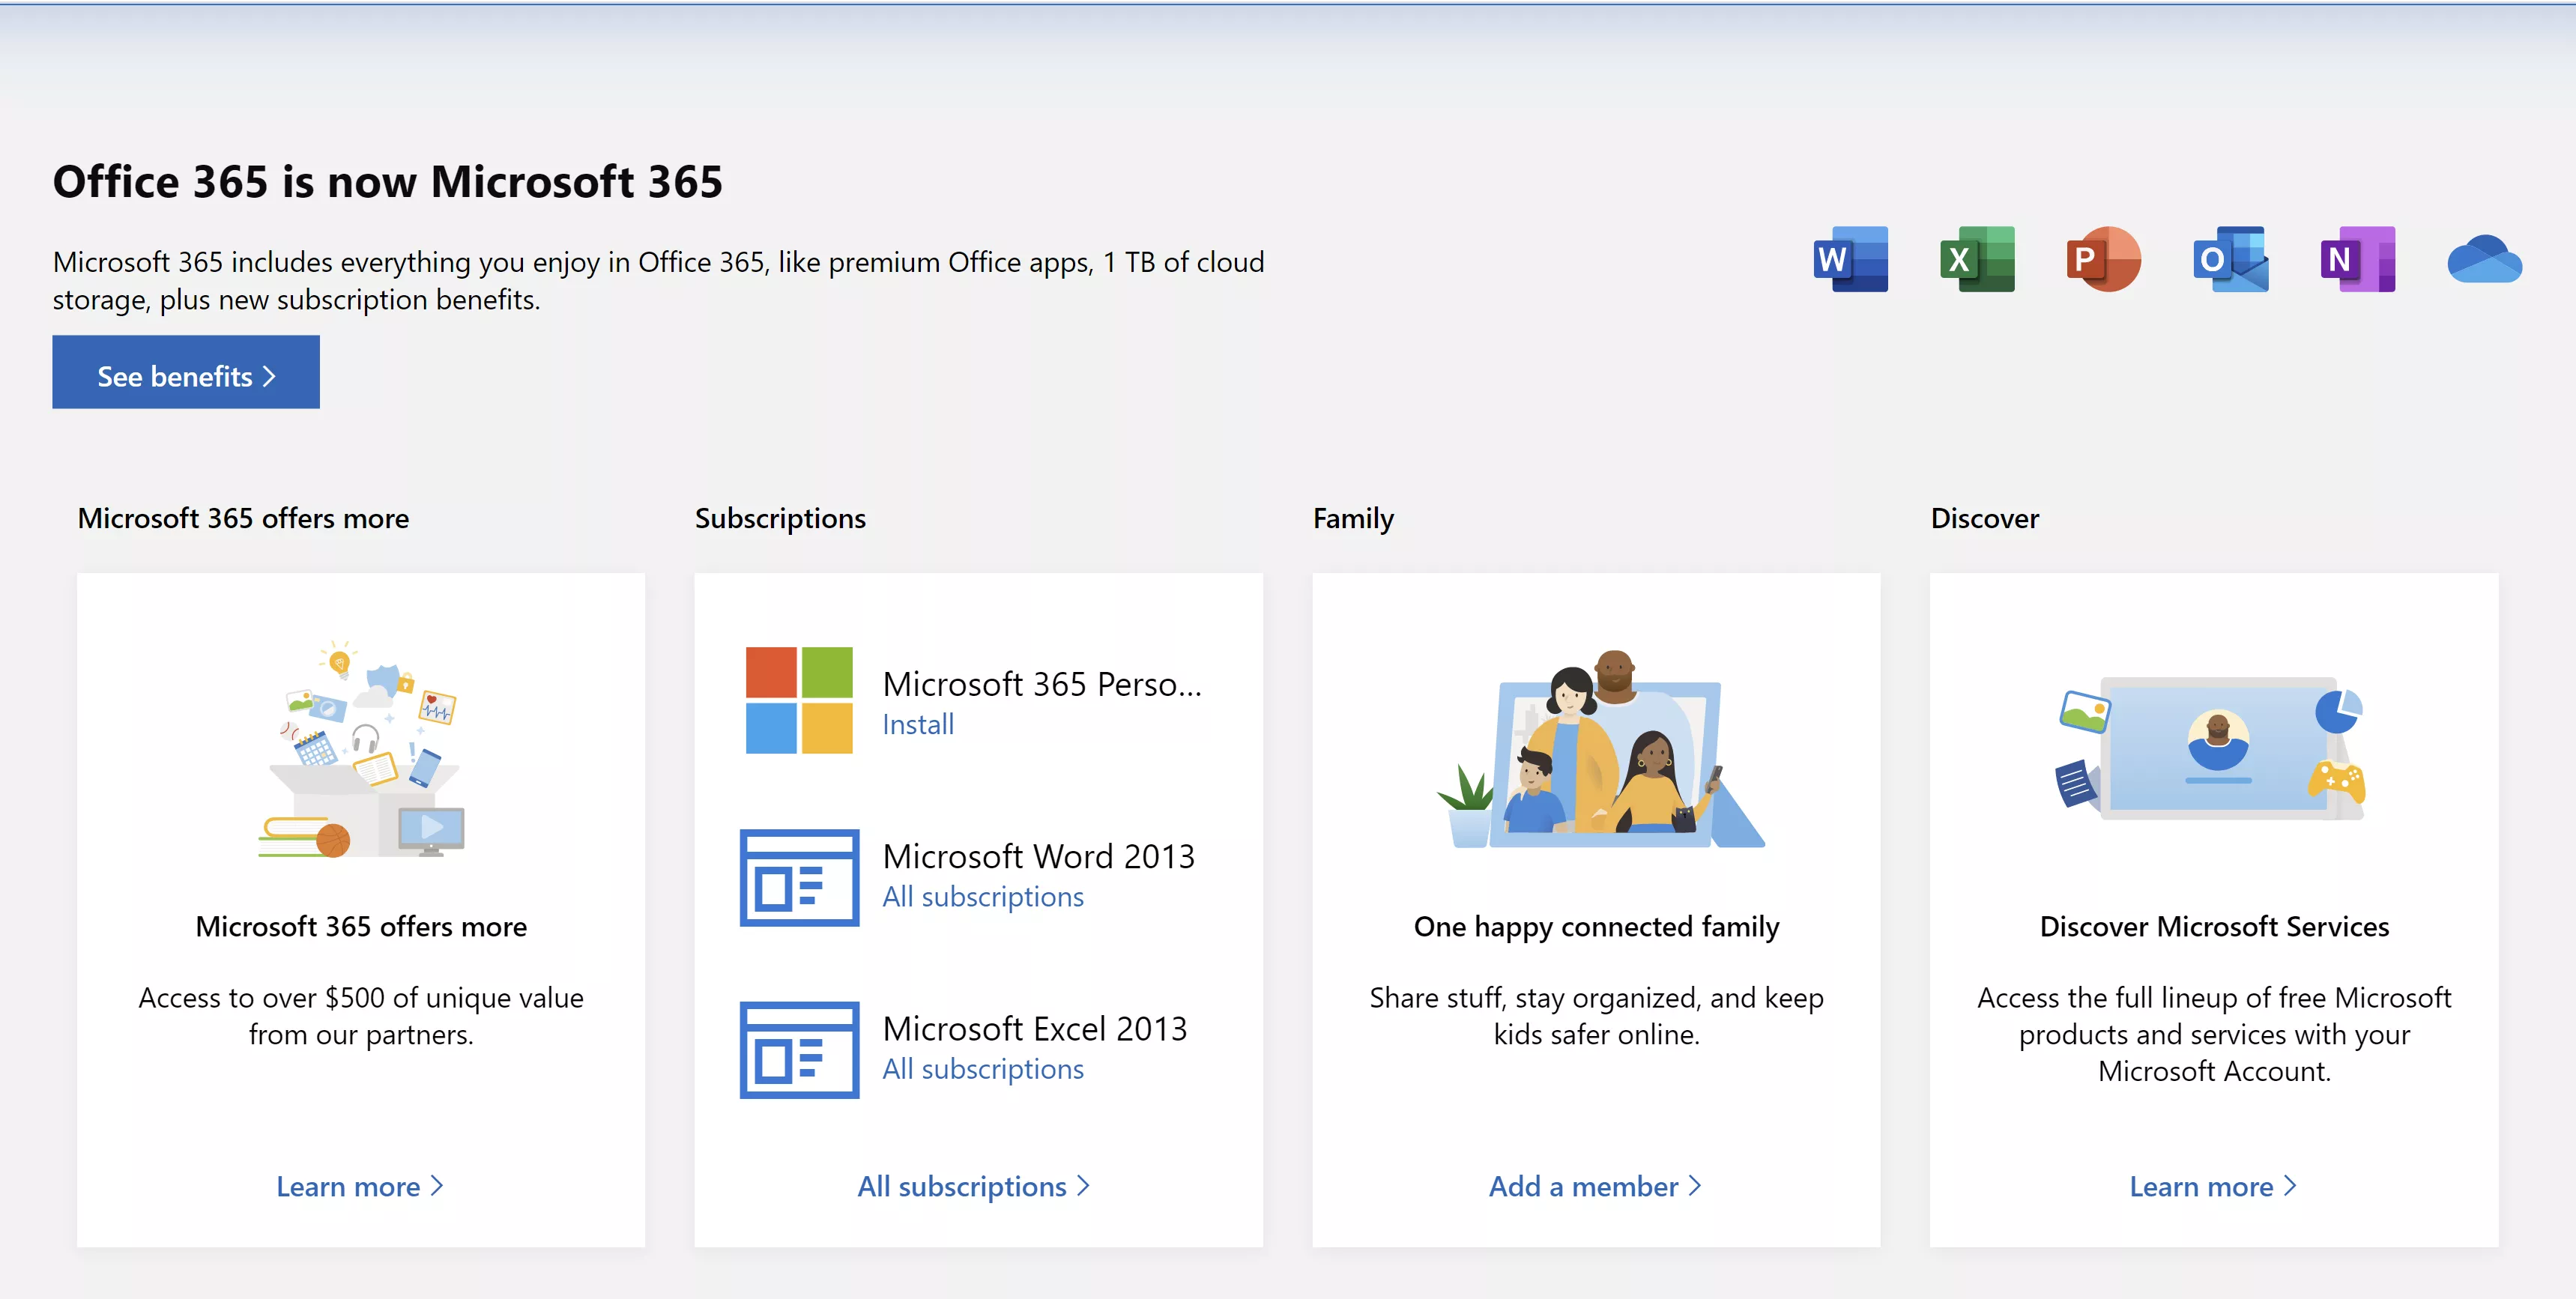 Office 365 is now Microsoft 365
Microsoft 365 includes everything you enjoy in Office 365, like premium Office apps, 1 TB of cloud
storage, plus new subscription benefits.
See benefits
W X P O N
Microsoft 365 offers more
Microsoft 365 offers more
Access to over $500 of unique value
from our partners.
Learn more
Subscriptions
Microsoft 365 Perso...
Install
Microsoft Word 2013
All subscriptions
Microsoft Excel 2013
All subscriptions
All subscriptions
Family
One happy connected family
Share stuff, stay organized, and keep
kids safer online.
Add a member
Discover
Discover Microsoft Services
Access the full lineup of free Microsoft
products and services with your
Microsoft Account.
Learn more